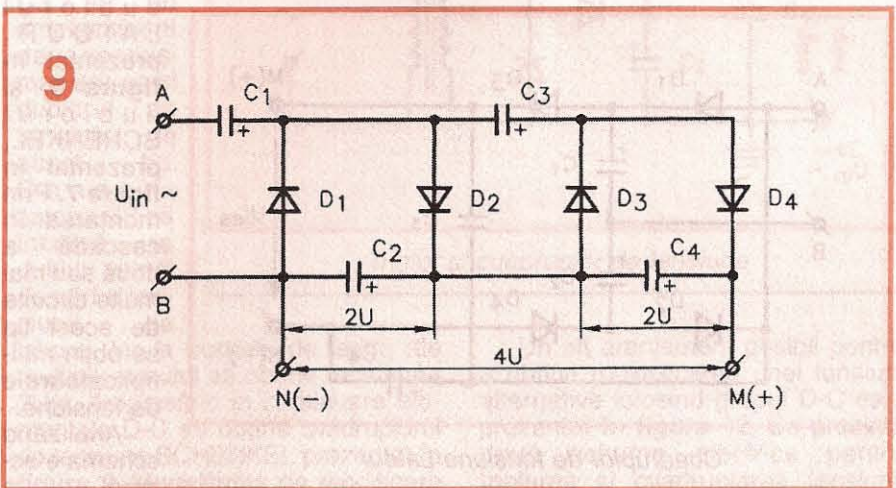 9
A
C1
C3
Uin ~
D1
D2
D3
D4
B
C2
C4
+
+
+
+
2U
2U
4U
N(-)
M(+)